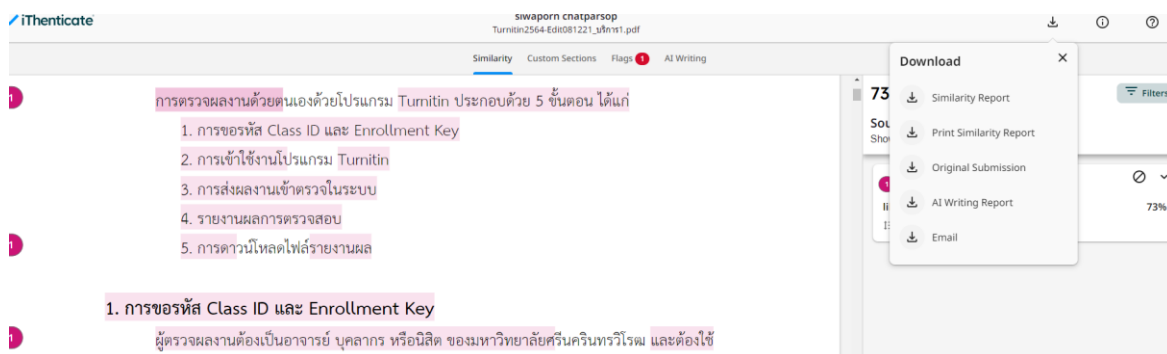 iThenticate
siwaporn chatparsop
Turnitin2564-Edit081221_บริการ1.pdf
Similarity Custom Sections Flags 1 AI Writing
Download
Similarity Report
Print Similarity Report
Original Submission
AI Writing Report
Email
73
Filters
73%
การตรวจผลงานด้วยตนเองด้วยโปรแกรม Turnitin ประกอบด้วย 5 ขั้นตอน ได้แก่
1. การขอรหัส Class ID และ Enrollment Key
2. การเข้าใช้งานโปรแกรม Turnitin
3. การส่งผลงานเข้าตรวจในระบบ
4. รายงานผลการตรวจสอบ
5. การดาวน์โหลดไฟล์รายงานผล
1. การขอรหัส Class ID และ Enrollment Key
ผู้ตรวจผลงานต้องเป็นอาจารย์ บุคลากร หรือนิสิต ของมหาวิทยาลัยศรีนครินทรวิโรฒ และต้องใช้